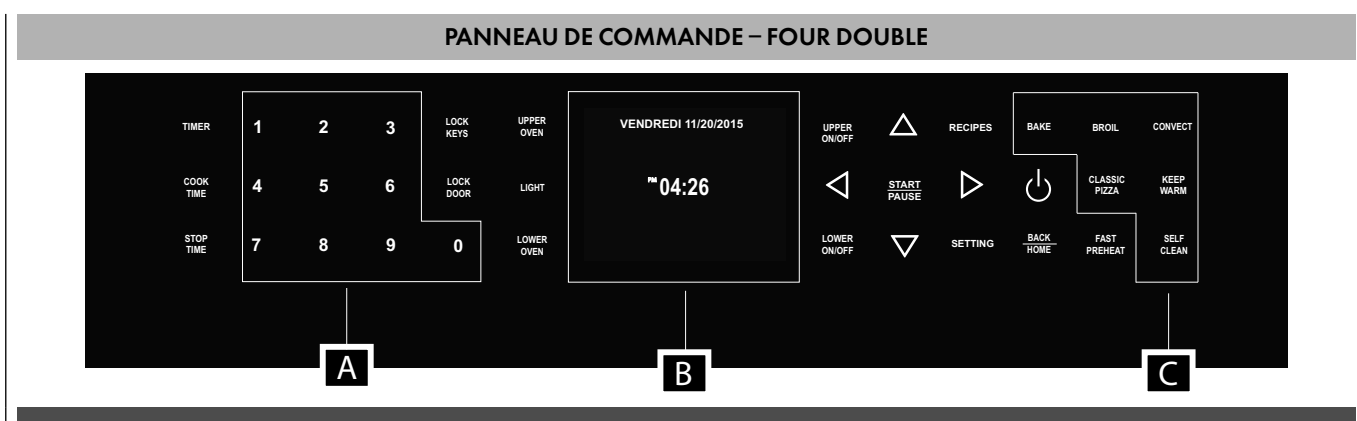 PANNEAU DE COMMANDE – FOUR DOUBLE
TIMER 1 2 3 LOCK KEYS UPPER OVEN VENDREDI 11/20/2015 UPPER ON/OFF RECIPES BAKE BROIL CONVECT
COOK TIME 4 5 6 LOCK DOOR LIGHT PM 04:26 START PAUSE CLASSIC PIZZA KEEP WARM
STOP TIME 7 8 9 0 LOWER OVEN LOWER ON/OFF SETTING BACK HOME FAST PREHEAT SELF CLEAN
A B C